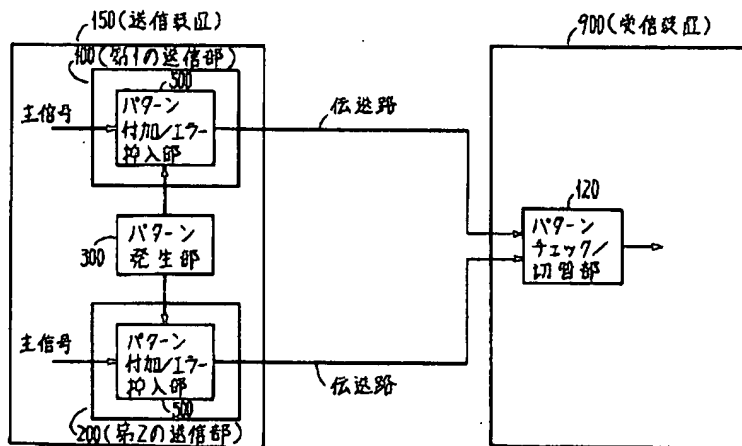 150(送信装置)
900(受信装置)
100(第1の送信部)
500
パターン
付加/エラー
挿入部
主信号
伝送路
120
パターン
チェック/
切替部
300
パターン
発生部
主信号
パターン
付加/エラー
挿入部
500
伝送路
200(第2の送信部)